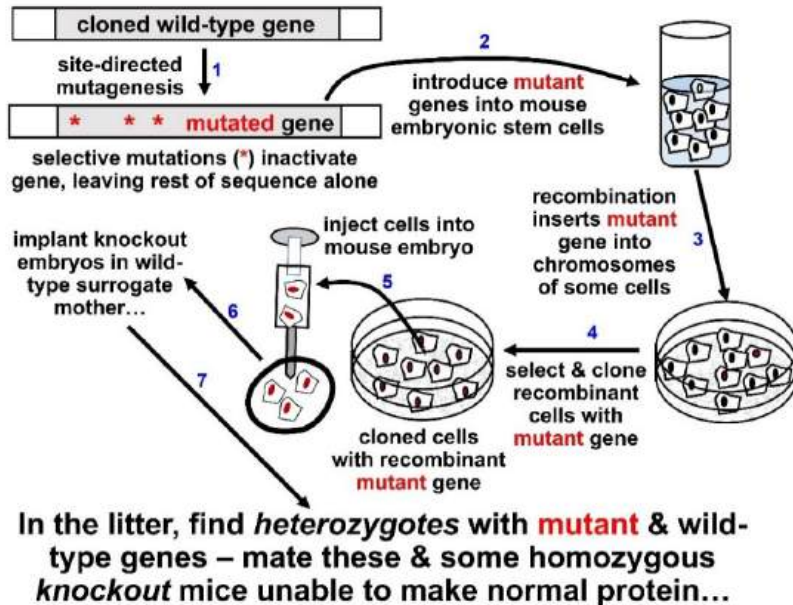 cloned wild-type gene
1
site-directed
mutagenesis
* * * mutated gene
selective mutations (*) inactivate
gene, leaving rest of sequence alone
2
introduce mutant
genes into mouse
embryonic stem cells
recombination
inserts mutant
gene into
chromosomes
of some cells
3
4
select & clone
recombinant
cells with
mutant gene
cloned cells
with recombinant
mutant gene
5
inject cells into
mouse embryo
6
implant knockout
embryos in wild-
type surrogate
mother...
7
In the litter, find heterozygotes with mutant & wild-
type genes – mate these & some homozygous
knockout mice unable to make normal protein...